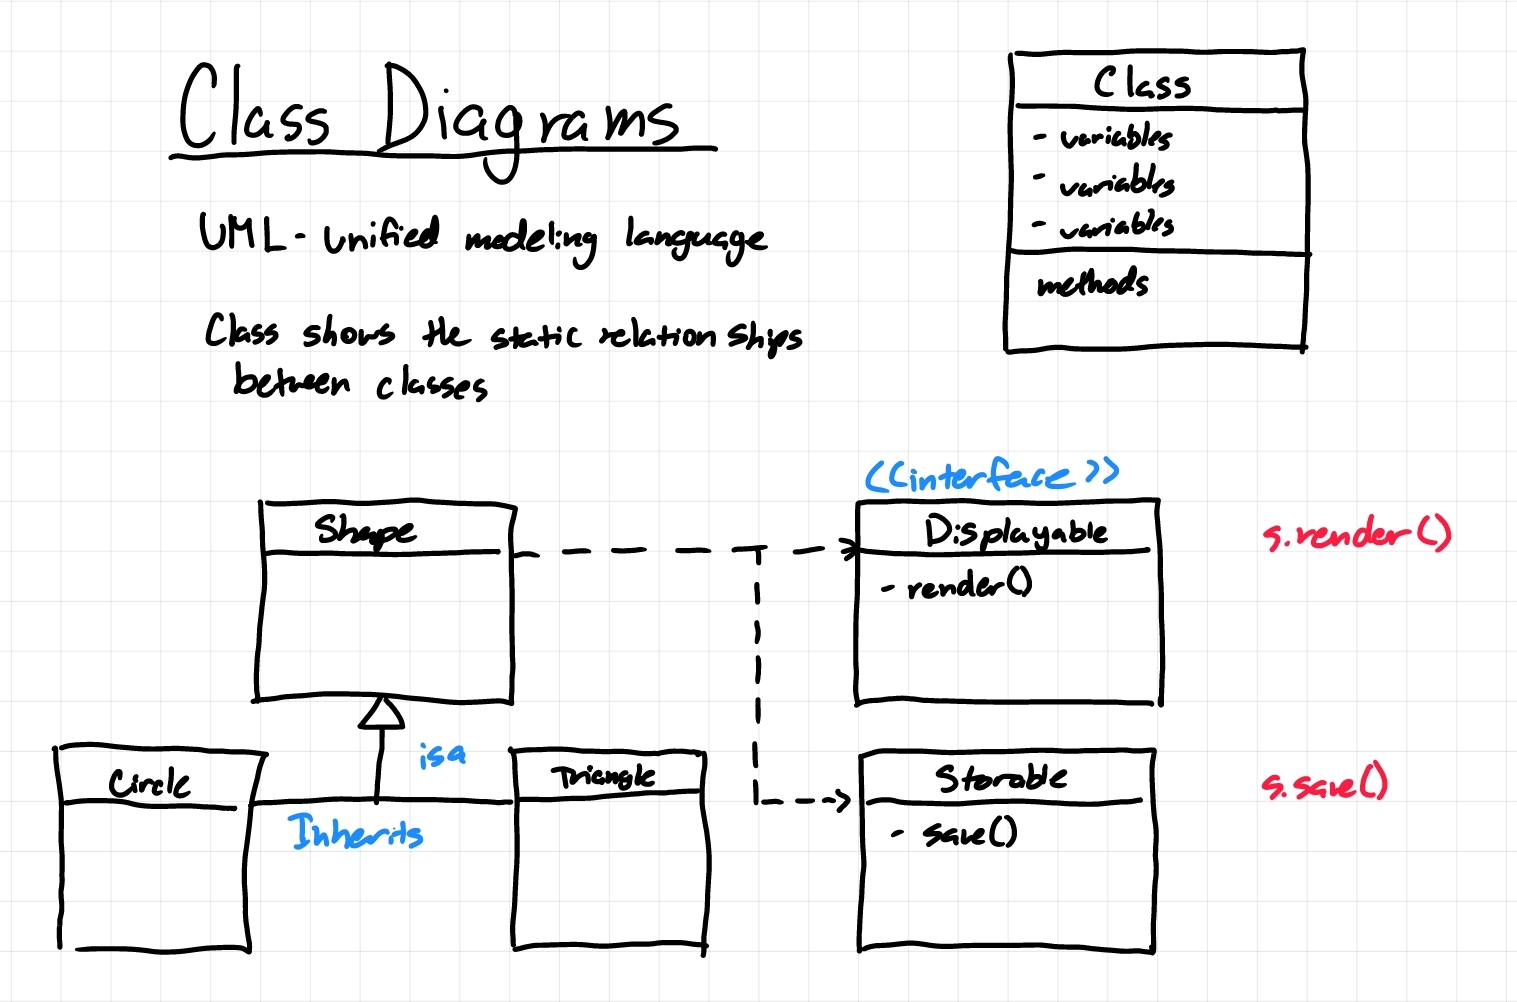 Class Diagrams
UML - unified modeling language
Class shows the static relationships
between classes
Class
- variables
- variables
- variables
methods
Shape
<<interface>>
Displayable
- render()
s.render()
isa
Circle
Inherits
Triangle
Storable
- save()
s.save()